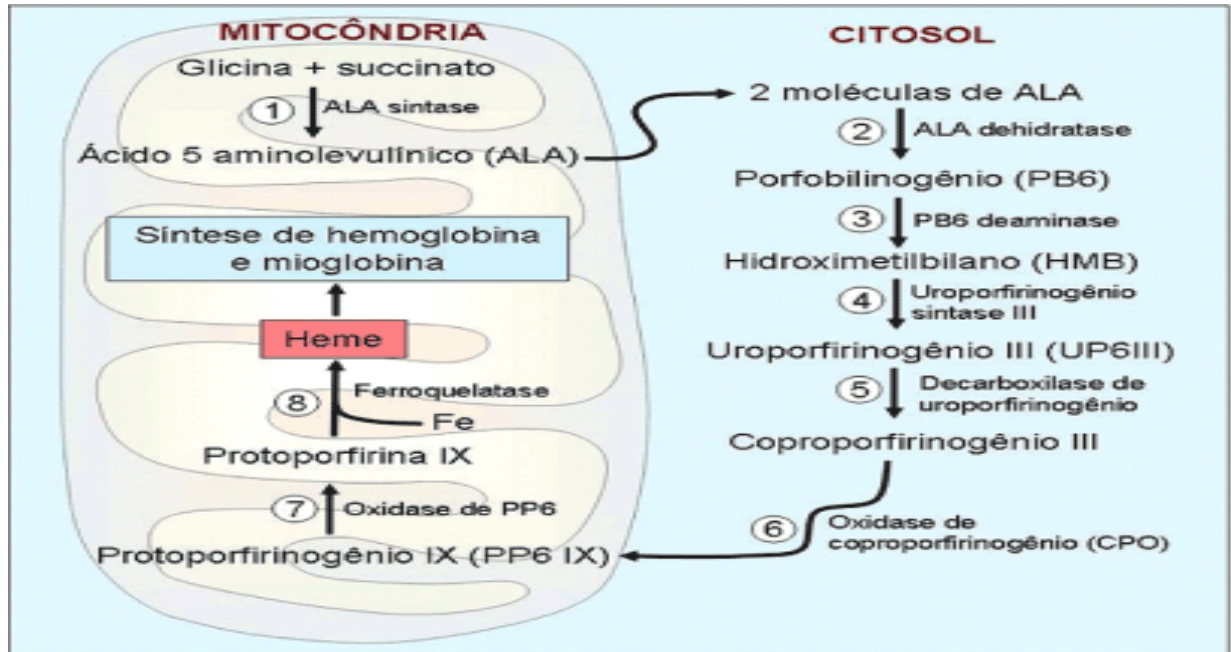 MITOCÔNDRIA
Glicina + succinato
1
ALA sintase
Ácido 5 aminolevulínico (ALA)
Síntese de hemoglobina
e mioglobina
Heme
8
Ferroquelatase
Fe
Protoporfirina IX
7
Oxidase de PP6
Protoporfirinogênio IX (PP6 IX)
CITOSOL
2 moléculas de ALA
2
ALA dehidratase
Porfobilinogênio (PB6)
3
PB6 deaminase
Hidroximetilbilano (HMB)
4
Uroporfirinogênio
sintase III
Uroporfirinogênio III (UP6III)
5
Decarboxilase de
uroporfirinogênio
Coproporfirinogênio III
6
Oxidase de
coproporfirinogênio (CPO)